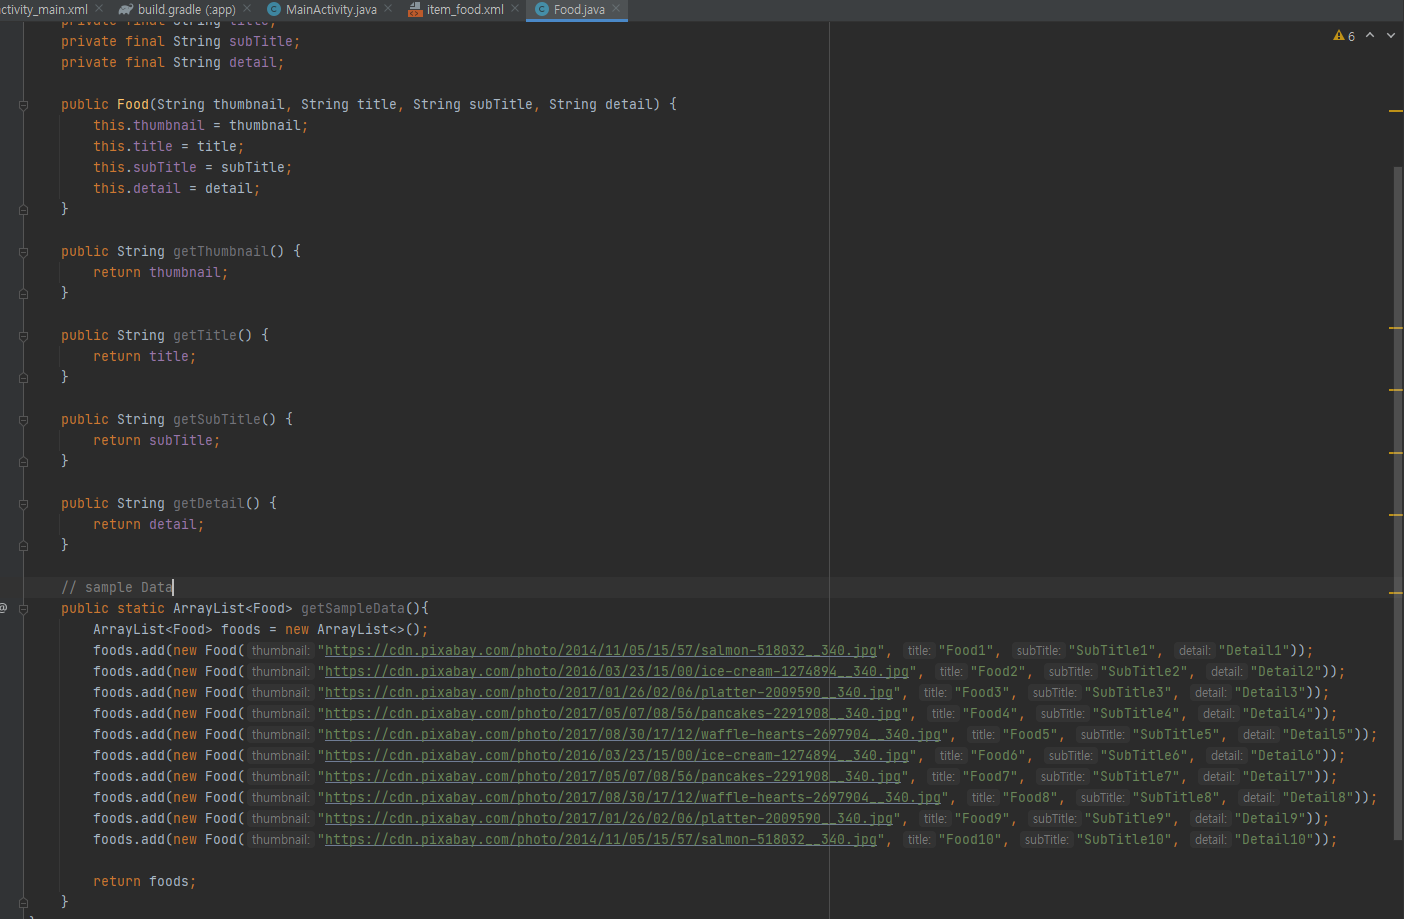 ctivity_main.xml build.gradle (:app) MainActivity.java item_food.xml Food.java
private final String title;
6
private final String subTitle;
private final String detail;
public Food(String thumbnail, String title, String subTitle, String detail) {
this.thumbnail = thumbnail;
this.title = title;
this.subTitle = subTitle;
this.detail = detail;
}
public String getThumbnail() {
return thumbnail;
}
public String getTitle() {
return title;
}
public String getSubTitle() {
return subTitle;
}
public String getDetail() {
return detail;
}
// sample Data
@ public static ArrayList<Food> getSampleData(){
ArrayList<Food> foods = new ArrayList<>();
foods.add(new Food( thumbnail: "https://cdn.pixabay.com/photo/2014/11/05/15/57/salmon-518032__340.jpg", title: "Food1", subTitle: "SubTitle1", detail: "Detail1"));
foods.add(new Food( thumbnail: "https://cdn.pixabay.com/photo/2016/03/23/15/00/ice-cream-1274894__340.jpg", title: "Food2", subTitle: "SubTitle2", detail: "Detail2"));
foods.add(new Food( thumbnail: "https://cdn.pixabay.com/photo/2017/01/26/02/06/platter-2009590__340.jpg", title: "Food3", subTitle: "SubTitle3", detail: "Detail3"));
foods.add(new Food( thumbnail: "https://cdn.pixabay.com/photo/2017/05/07/08/56/pancakes-2291908__340.jpg", title: "Food4", subTitle: "SubTitle4", detail: "Detail4"));
foods.add(new Food( thumbnail: "https://cdn.pixabay.com/photo/2017/08/30/17/12/waffle-hearts-2697904__340.jpg", title: "Food5", subTitle: "SubTitle5", detail: "Detail5"));
foods.add(new Food( thumbnail: "https://cdn.pixabay.com/photo/2016/03/23/15/00/ice-cream-1274894__340.jpg", title: "Food6", subTitle: "SubTitle6", detail: "Detail6"));
foods.add(new Food( thumbnail: "https://cdn.pixabay.com/photo/2017/05/07/08/56/pancakes-2291908__340.jpg", title: "Food7", subTitle: "SubTitle7", detail: "Detail7"));
foods.add(new Food( thumbnail: "https://cdn.pixabay.com/photo/2017/08/30/17/12/waffle-hearts-2697904__340.jpg", title: "Food8", subTitle: "SubTitle8", detail: "Detail8"));
foods.add(new Food( thumbnail: "https://cdn.pixabay.com/photo/2017/01/26/02/06/platter-2009590__340.jpg", title: "Food9", subTitle: "SubTitle9", detail: "Detail9"));
foods.add(new Food( thumbnail: "https://cdn.pixabay.com/photo/2014/11/05/15/57/salmon-518032__340.jpg", title: "Food10", subTitle: "SubTitle10", detail: "Detail10"));
return foods;
}